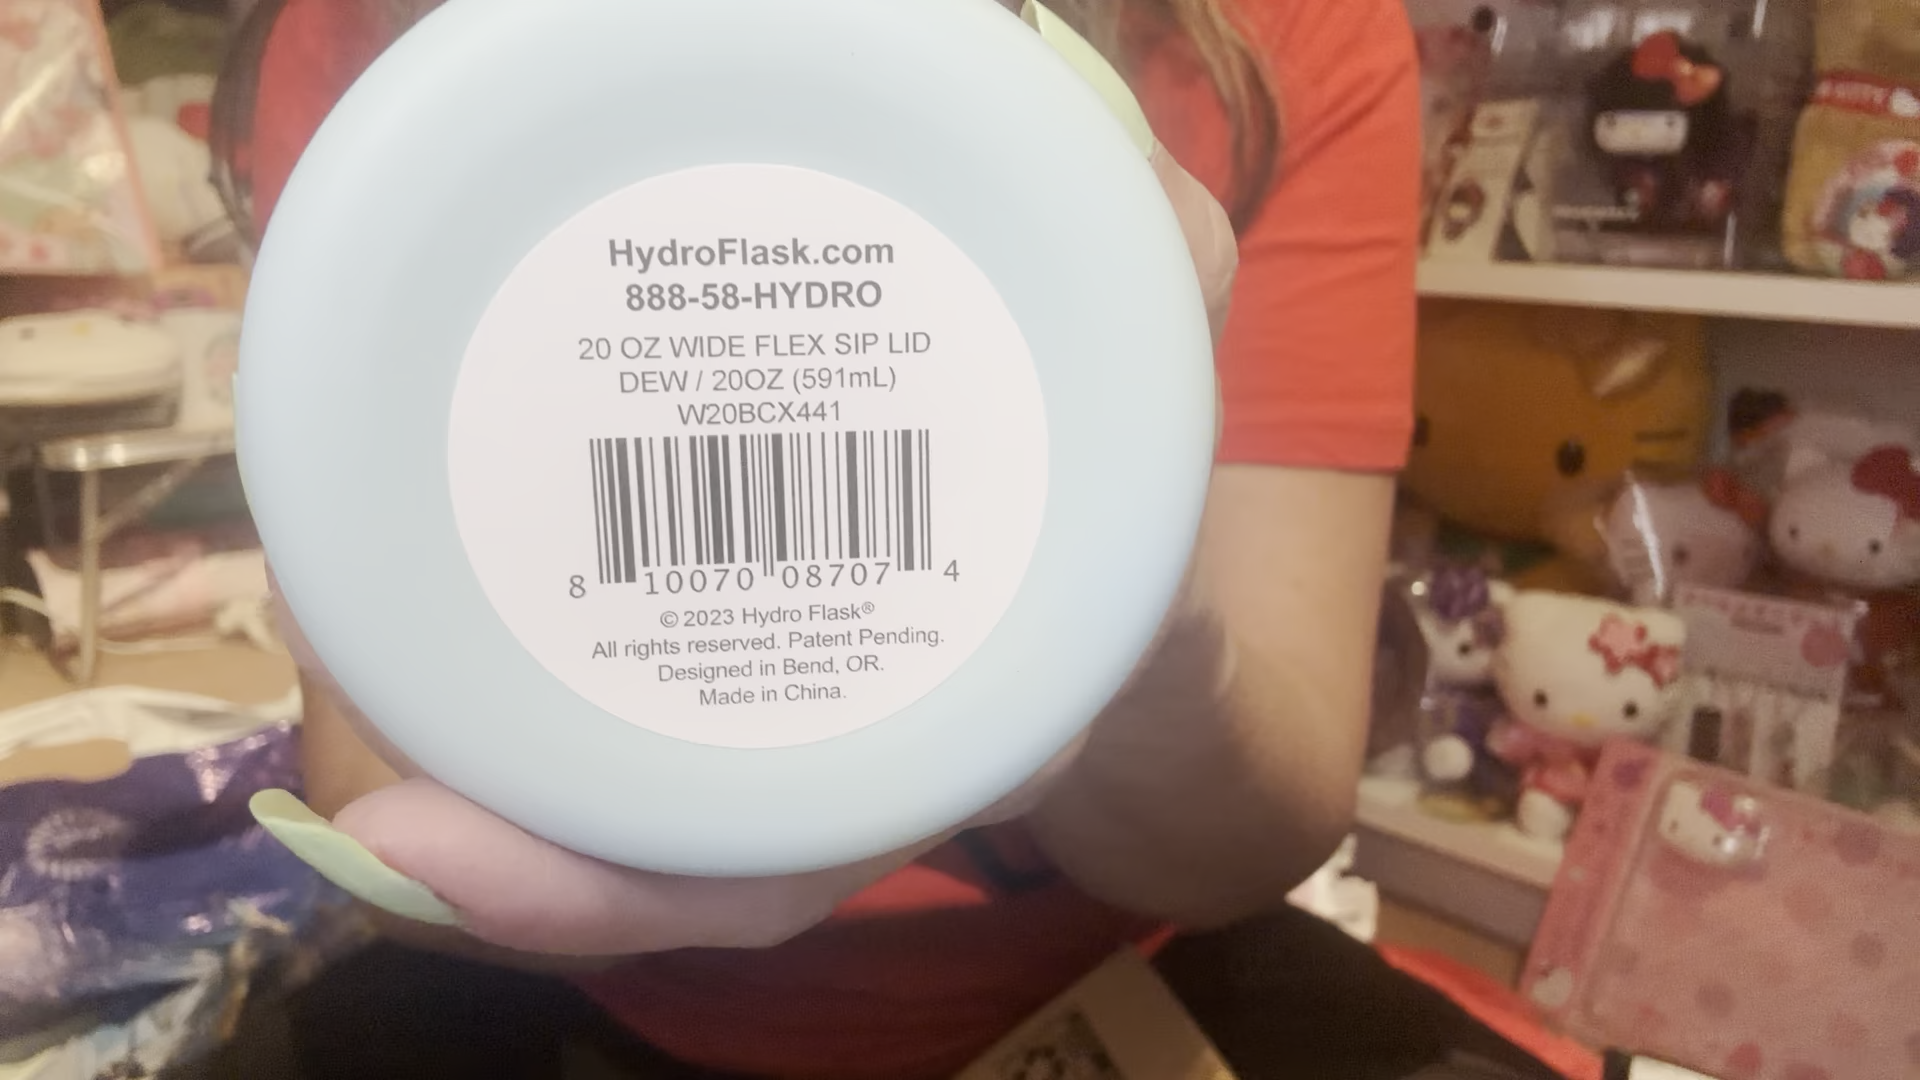 HydroFlask.com
888-58-HYDRO
20 OZ WIDE FLEX SIP LID
DEW / 20OZ (591mL)
W20BCX441
8 10070 08707 4
© 2023 Hydro Flask®
All rights reserved. Patent Pending.
Designed in Bend, OR.
Made in China.